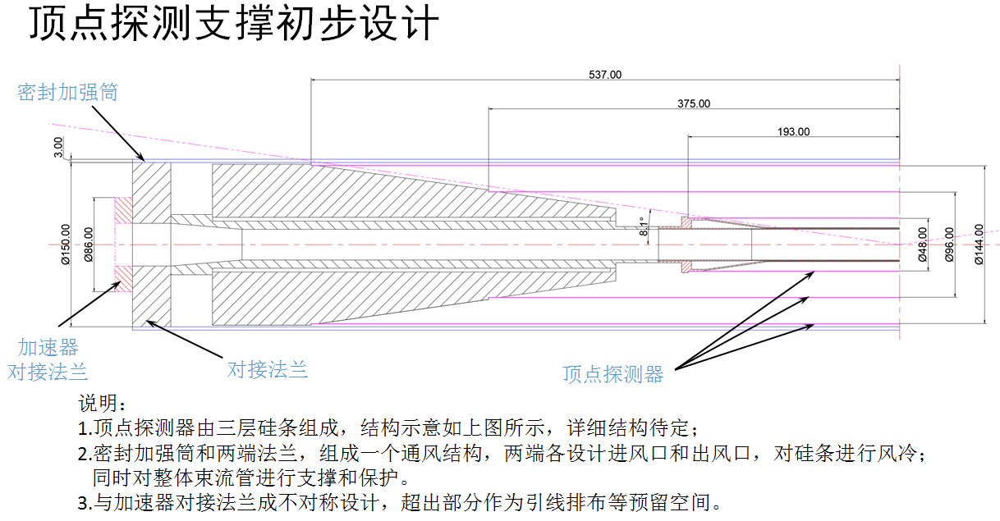 顶点探测支撑初步设计
密封加强筒
537.00
375.00
193.00
3.00
Ø150.00
Ø86.00
8.1°
Ø48.00
Ø96.00
Ø144.00
加速器
对接法兰
对接法兰
顶点探测器
说明：
1.顶点探测器由三层硅条组成，结构示意如上图所示，详细结构待定；
2.密封加强筒和两端法兰，组成一个通风结构，两端各设计进风口和出风口，对硅条进行风冷；
同时对整体束流管进行支撑和保护。
3.与加速器对接法兰成不对称设计，超出部分作为引线排布等预留空间。